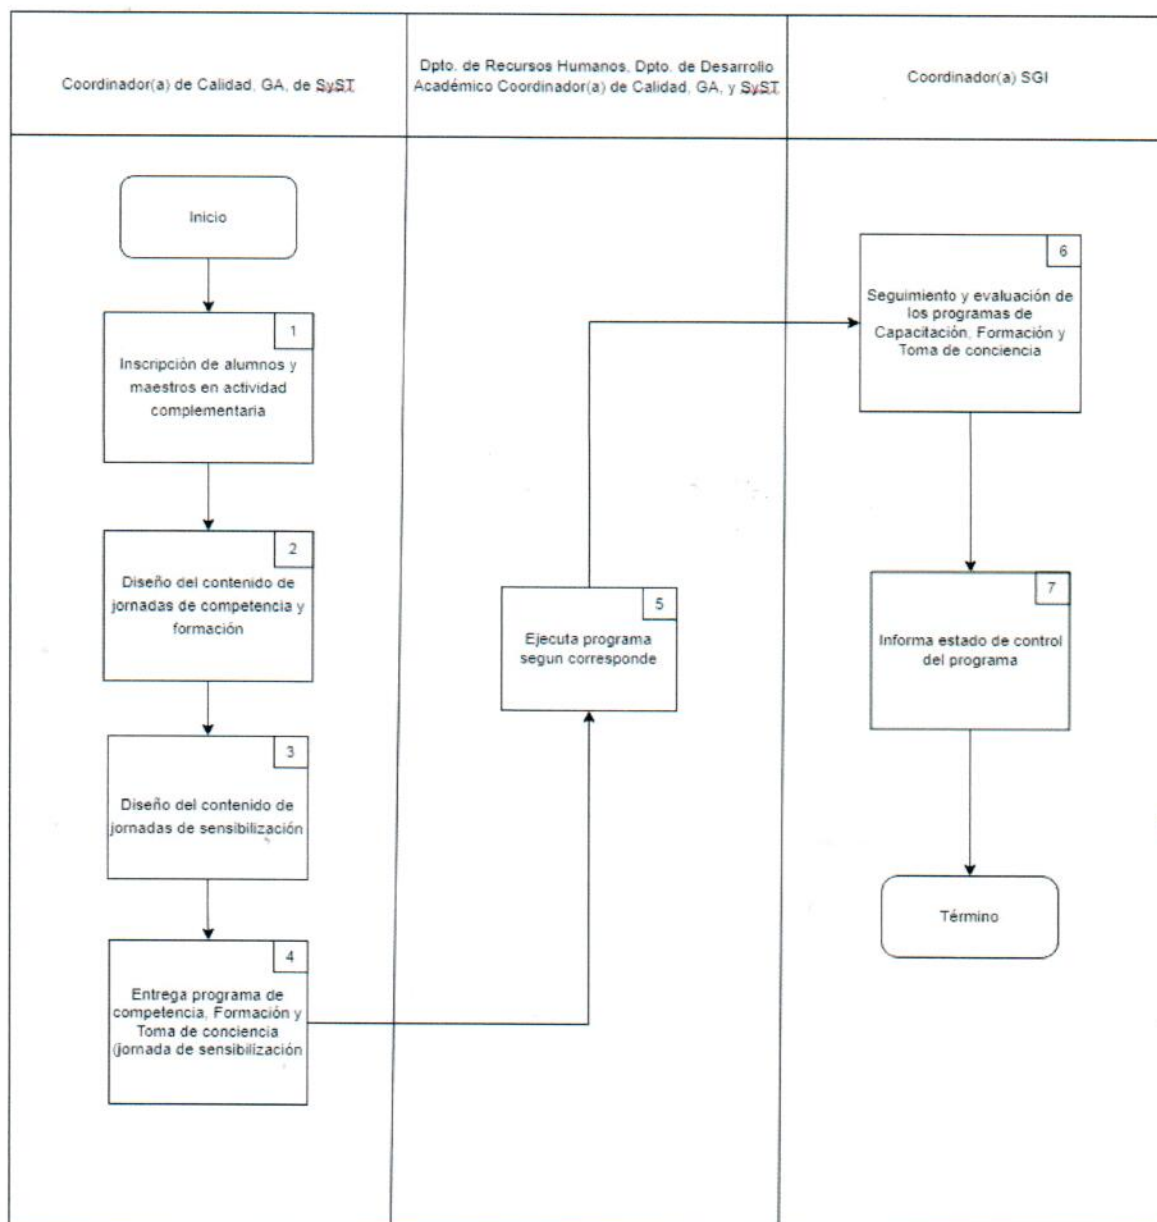 Coordinador(a) de Calidad, GA, de SyST
Dpto. de Recursos Humanos, Dpto. de Desarrollo
Académico Coordinador(a) de Calidad, GA, y SyST
Coordinador(a) SGI
Inicio
1
Inscripción de alumnos y
maestros en actividad
complementaria
2
Diseño del contenido de
jornadas de competencia y
formación
3
Diseño del contenido de
jornadas de sensibilización
4
Entrega programa de
competencia, Formación y
Toma de conciencia
(jornada de sensibilización
5
Ejecuta programa
segun corresponde
6
Seguimiento y evaluación de
los programas de
Capacitación, Formación y
Toma de conciencia
7
Informa estado de control
del programa
Término